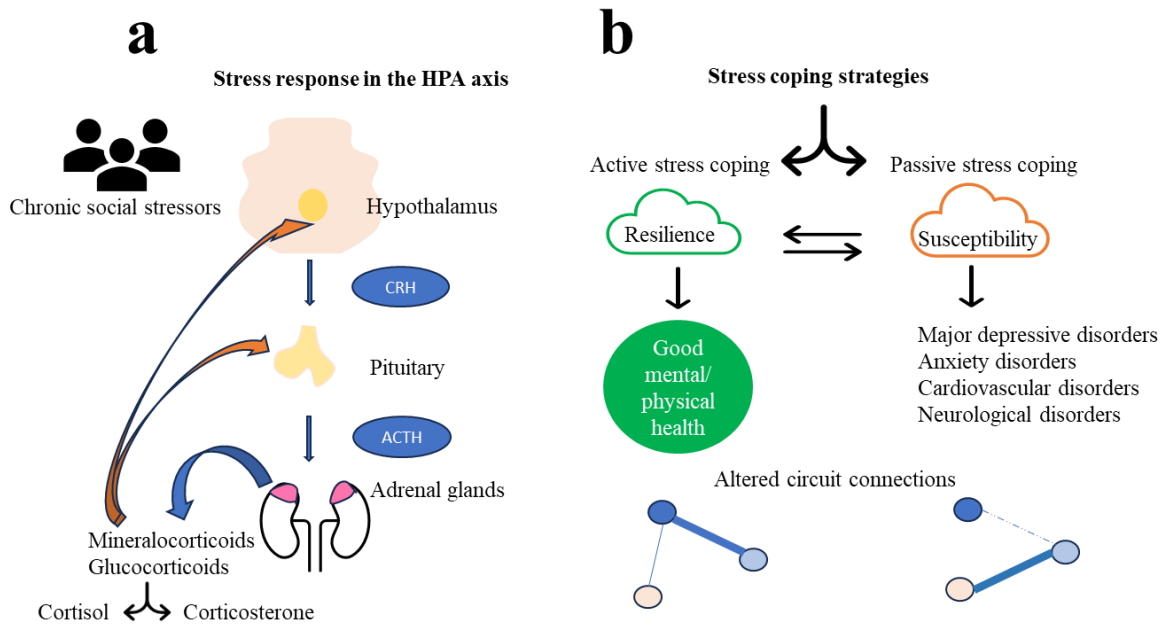 a
Stress response in the HPA axis
Chronic social stressors
Hypothalamus
CRH
Pituitary
ACTH
Adrenal glands
Mineralocorticoids
Glucocorticoids
Cortisol
Corticosterone
b
Stress coping strategies
Active stress coping
Passive stress coping
Resilience
Susceptibility
Good
mental/
physical
health
Major depressive disorders
Anxiety disorders
Cardiovascular disorders
Neurological disorders
Altered circuit connections